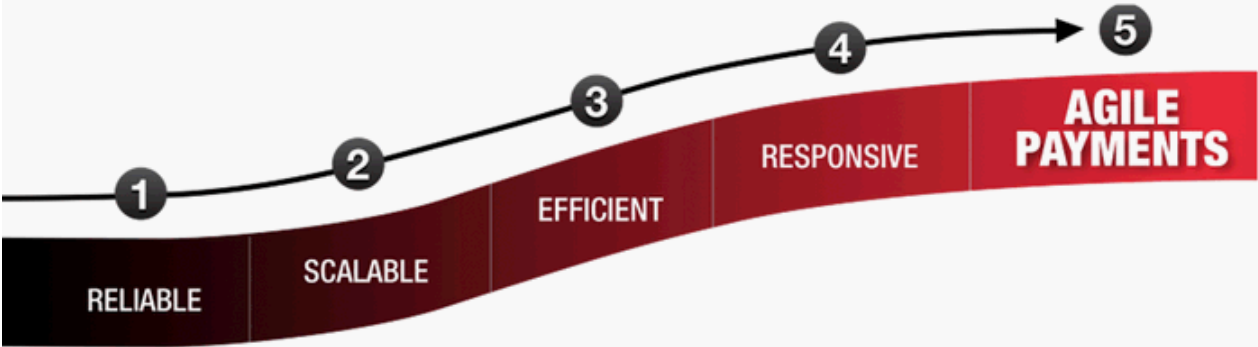 1
2
3
4
5
RELIABLE
SCALABLE
EFFICIENT
RESPONSIVE
AGILE
PAYMENTS